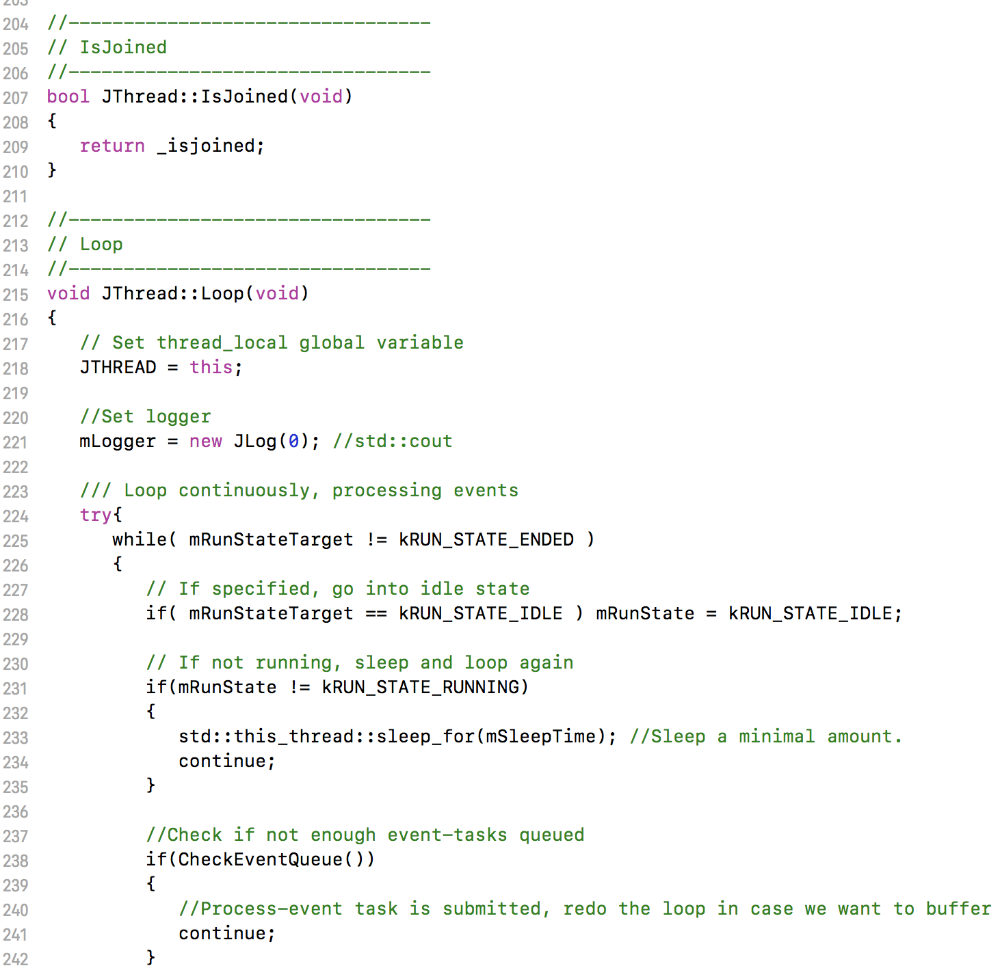 203
204 //---------------------------------
205 // IsJoined
206 //---------------------------------
207 bool JThread::IsJoined(void)
208 {
209    return _isjoined;
210 }
211
212 //---------------------------------
213 // Loop
214 //---------------------------------
215 void JThread::Loop(void)
216 {
217    // Set thread_local global variable
218    JTHREAD = this;
219
220    //Set logger
221    mLogger = new JLog(0); //std::cout
222
223    /// Loop continuously, processing events
224    try{
225       while( mRunStateTarget != kRUN_STATE_ENDED )
226       {
227          // If specified, go into idle state
228          if( mRunStateTarget == kRUN_STATE_IDLE ) mRunState = kRUN_STATE_IDLE;
229
230          // If not running, sleep and loop again
231          if(mRunState != kRUN_STATE_RUNNING)
232          {
233             std::this_thread::sleep_for(mSleepTime); //Sleep a minimal amount.
234             continue;
235          }
236
237          //Check if not enough event-tasks queued
238          if(CheckEventQueue())
239          {
240             //Process-event task is submitted, redo the loop in case we want to buffer
241             continue;
242          }